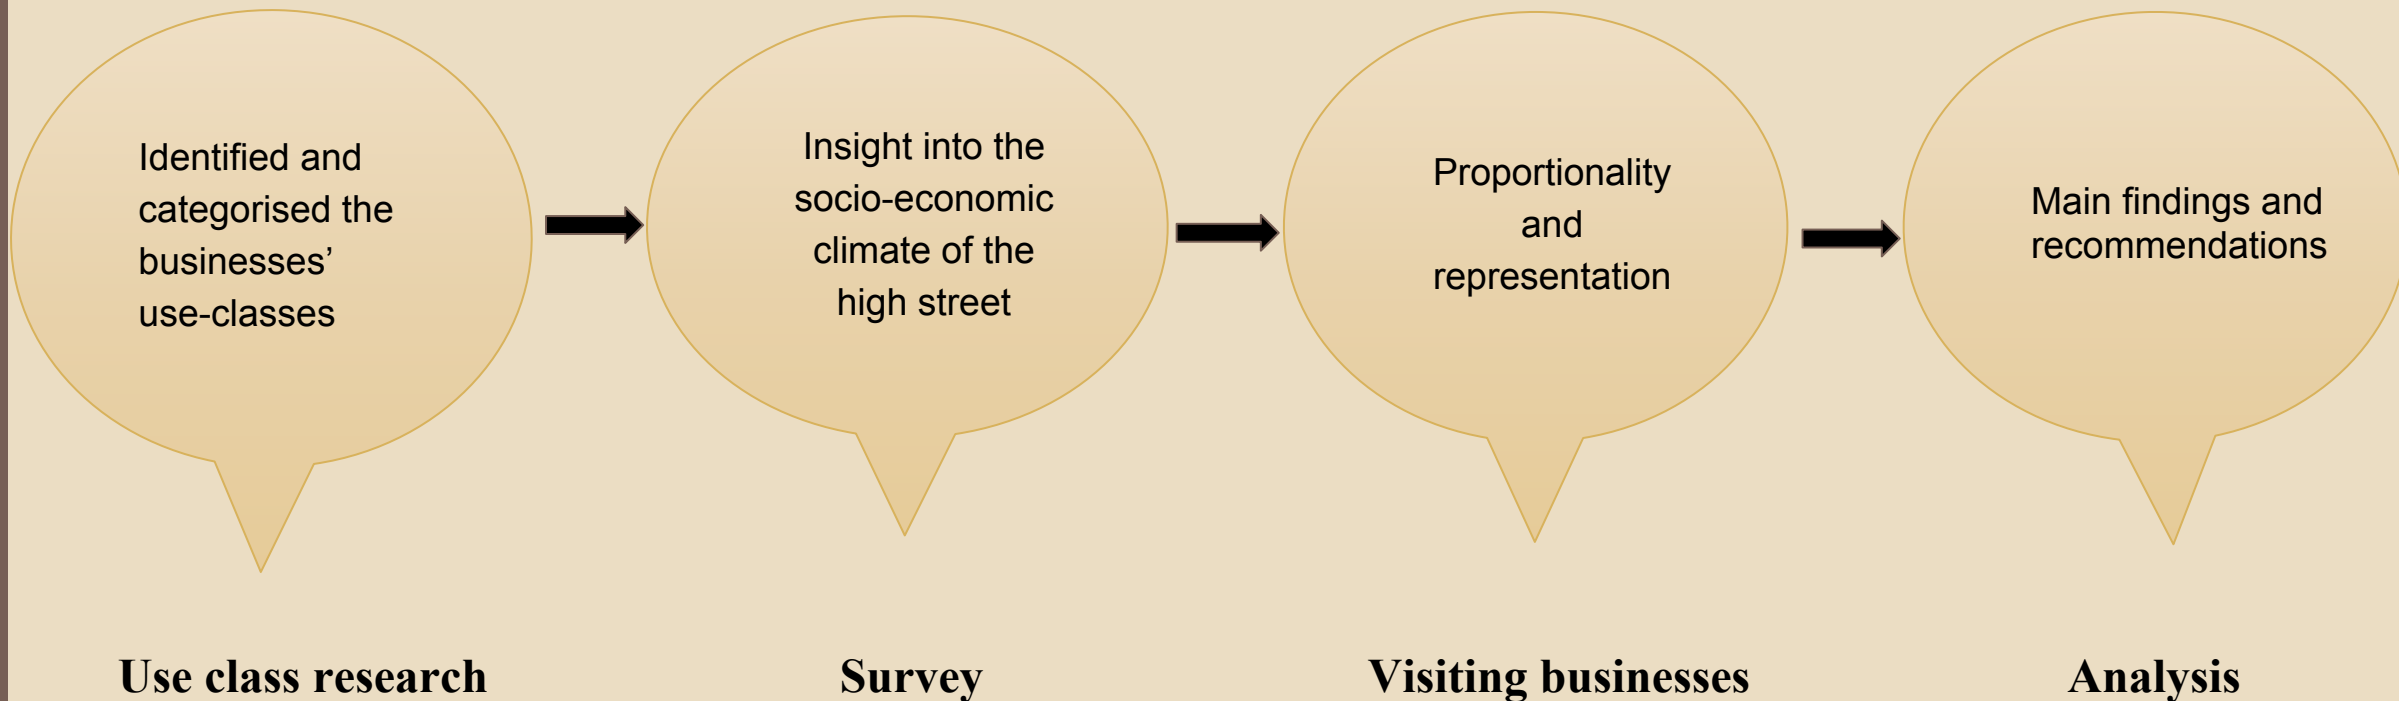 Identified and
categorised the
businesses’
use-classes
Insight into the
socio-economic
climate of the
high street
Proportionality
and
representation
Main findings and
recommendations
Use class research
Survey
Visiting businesses
Analysis